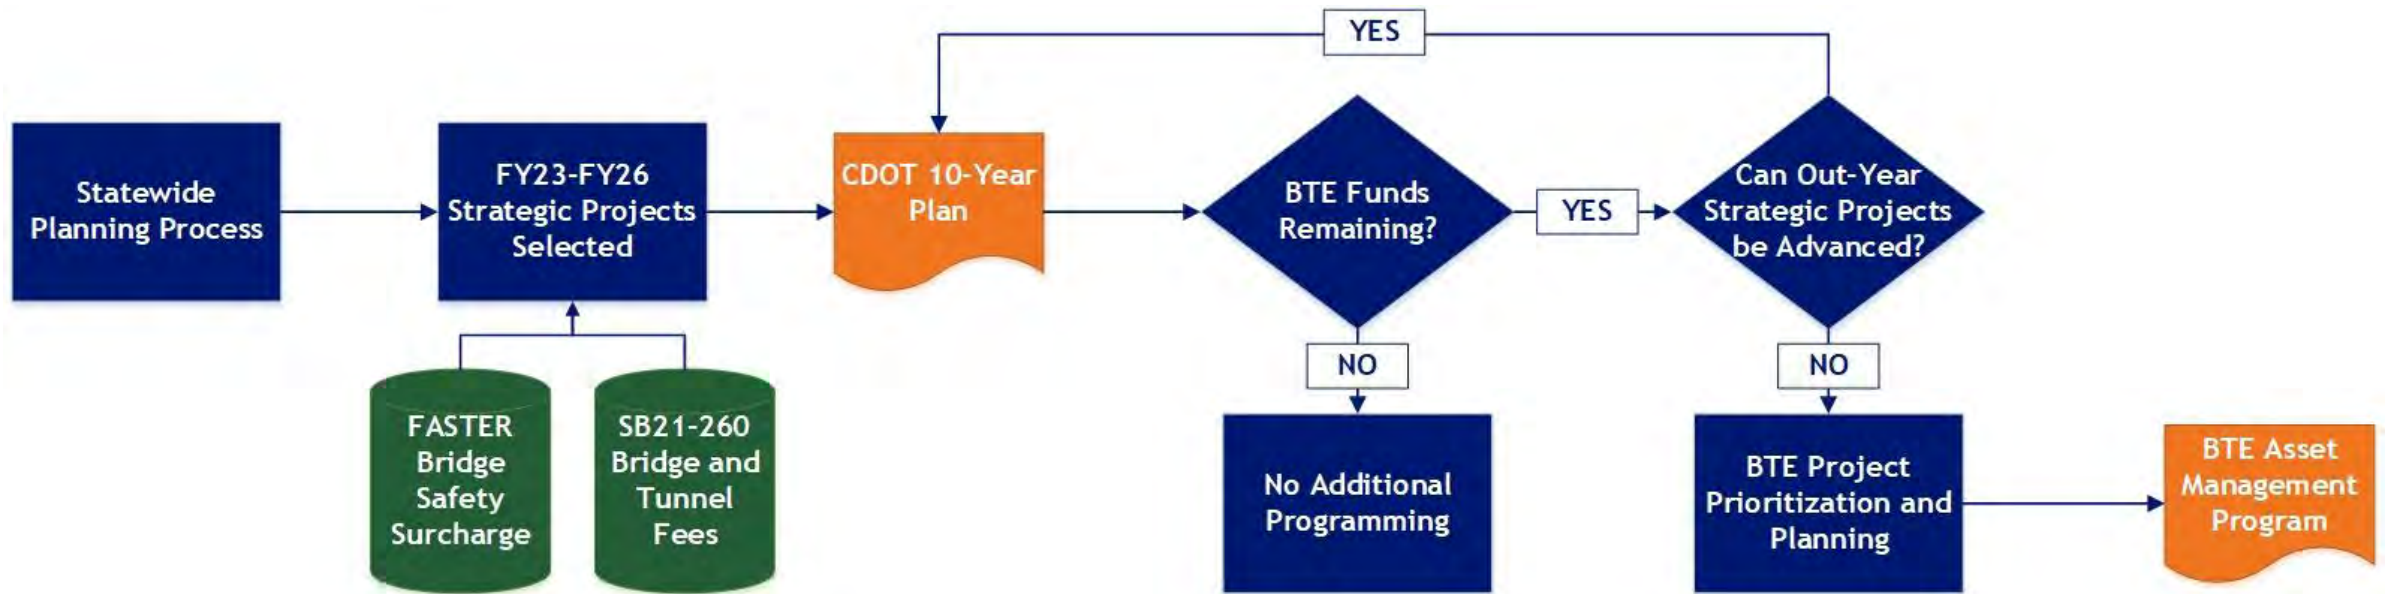 Statewide
Planning Process
FY23-FY26
Strategic Projects
Selected
FASTER
Bridge
Safety
Surcharge
SB21-260
Bridge and
Tunnel
Fees
CDOT 10-Year
Plan
BTE Funds
Remaining?
YES
Can Out-Year
Strategic Projects
be Advanced?
YES
NO
No Additional
Programming
NO
BTE Project
Prioritization and
Planning
BTE Asset
Management
Program